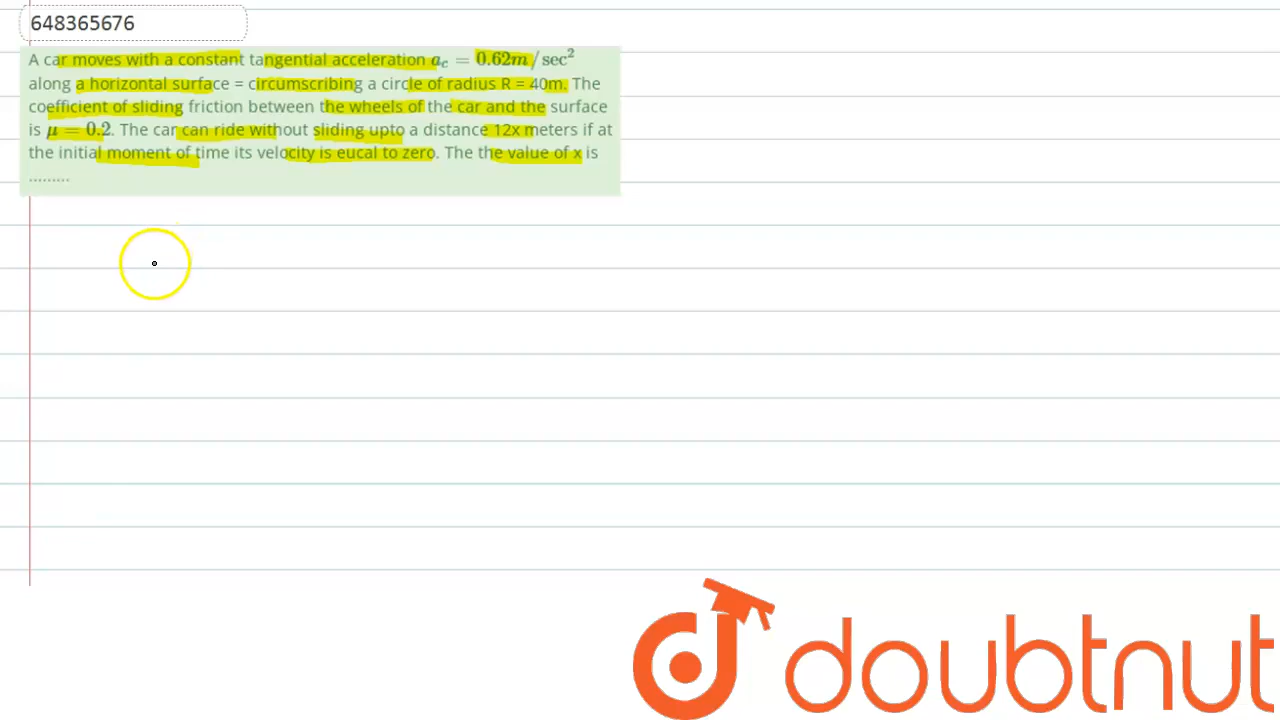 648365676
A car moves with a constant tangential acceleration a_c = 0.62m/sec²
along a horizontal surface = circumscribing a circle of radius R = 40m. The
coefficient of sliding friction between the wheels of the car and the surface
is μ = 0.2. The car can ride without sliding upto a distance 12x meters if at
the initial moment of time its velocity is eucal to zero. The the value of x is
.........
doubtnut